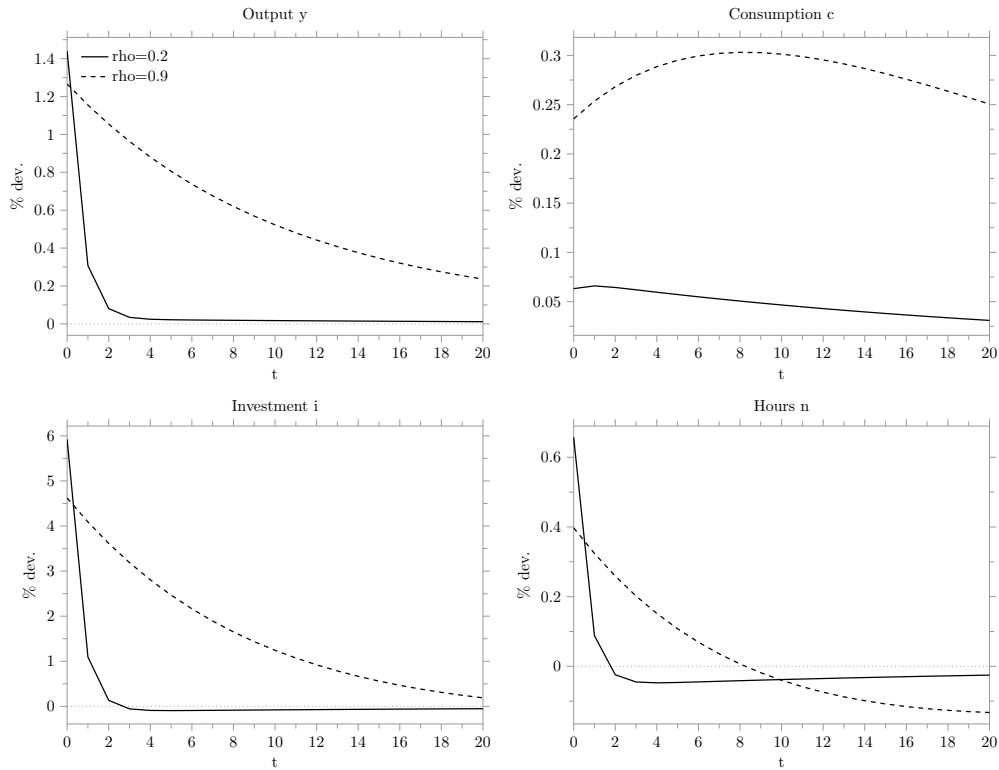 Output y
1.4
1.2
1
0.8
0.6
0.4
0.2
0
% dev.
rho=0.2
rho=0.9
0 2 4 6 8 10 12 14 16 18 20
t
Consumption c
0.3
0.25
0.2
0.15
0.1
0.05
% dev.
0 2 4 6 8 10 12 14 16 18 20
t
Investment i
6
5
4
3
2
1
0
% dev.
0 2 4 6 8 10 12 14 16 18 20
t
Hours n
0.6
0.4
0.2
0
% dev.
0 2 4 6 8 10 12 14 16 18 20
t